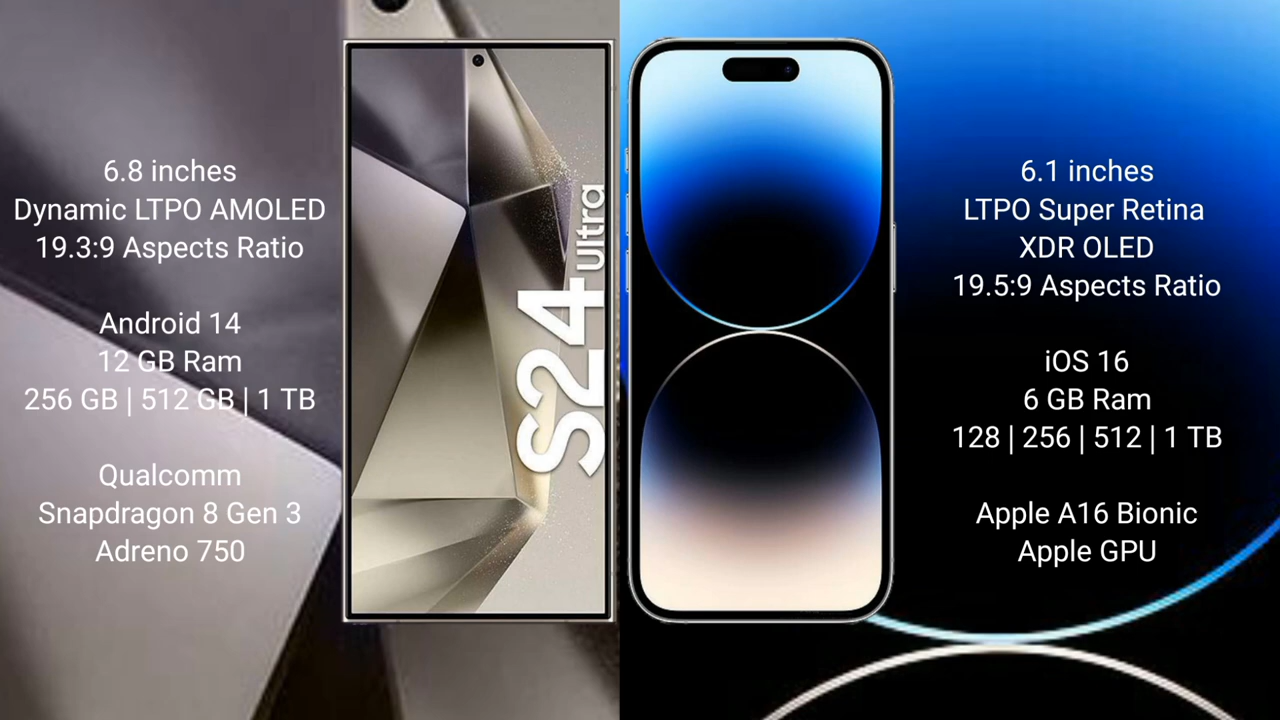 6.8 inches
Dynamic LTPO AMOLED
19.3:9 Aspects Ratio
Android 14
12 GB Ram
256 GB | 512 GB | 1 TB
Qualcomm
Snapdragon 8 Gen 3
Adreno 750
S24 Ultra
6.1 inches
LTPO Super Retina
XDR OLED
19.5:9 Aspects Ratio
iOS 16
6 GB Ram
128 | 256 | 512 | 1 TB
Apple A16 Bionic
Apple GPU